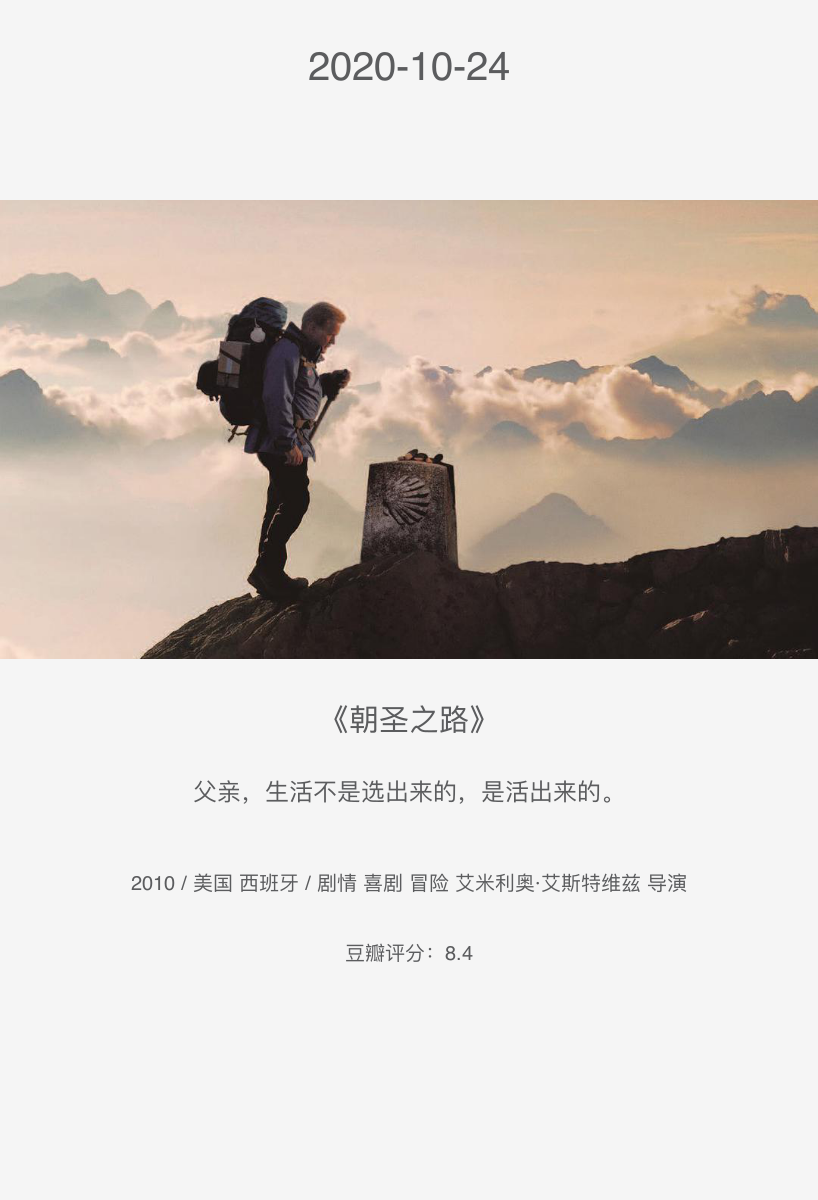 2020-10-24
《朝圣之路》
父亲，生活不是选出来的，是活出来的。
2010 / 美国 西班牙 / 剧情 喜剧 冒险 艾米利奥·艾斯特维兹 导演
豆瓣评分：8.4